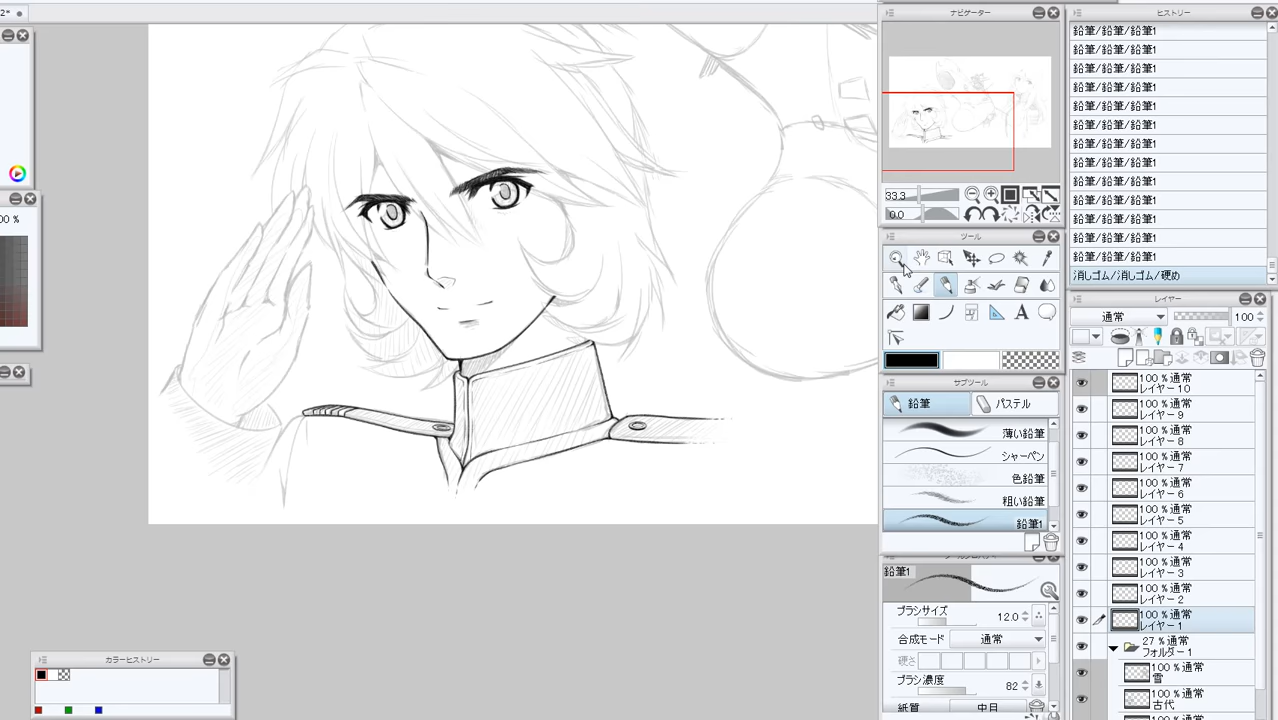 2*
00 %
カラーヒストリー
ナビゲーター
33.3
0.0
ツール
サブツール
鉛筆
パステル
薄い鉛筆
シャーペン
色鉛筆
粗い鉛筆
鉛筆1
鉛筆1
ブラシサイズ
12.0
合成モード
通常
硬さ
ブラシ濃度
82
紙質
中目
ヒストリー
鉛筆/鉛筆/鉛筆1
鉛筆/鉛筆/鉛筆1
鉛筆/鉛筆/鉛筆1
鉛筆/鉛筆/鉛筆1
鉛筆/鉛筆/鉛筆1
鉛筆/鉛筆/鉛筆1
鉛筆/鉛筆/鉛筆1
鉛筆/鉛筆/鉛筆1
鉛筆/鉛筆/鉛筆1
鉛筆/鉛筆/鉛筆1
鉛筆/鉛筆/鉛筆1
鉛筆/鉛筆/鉛筆1
鉛筆/鉛筆/鉛筆1
消しゴム/消しゴム/硬め
レイヤー
通常
100
100 %通常
レイヤー 10
100 %通常
レイヤー 9
100 %通常
レイヤー 8
100 %通常
レイヤー 7
100 %通常
レイヤー 6
100 %通常
レイヤー 5
100 %通常
レイヤー 4
100 %通常
レイヤー 3
100 %通常
レイヤー 2
100 %通常
レイヤー 1
27 %通常
フォルダー 1
100 %通常
雪
100 %通常
古代
100 %通常